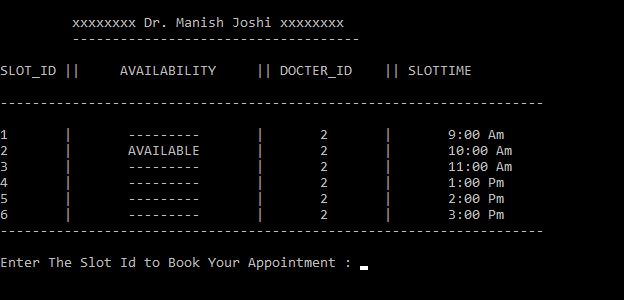 xxxxxxxx Dr. Manish Joshi xxxxxxxx
----------------------------------
SLOT_ID || AVAILABILITY || DOCTER_ID || SLOTTIME
--------------------------------------------------------------------
1 | --------- | 2 | 9:00 Am
2 | AVAILABLE | 2 | 10:00 Am
3 | --------- | 2 | 11:00 Am
4 | --------- | 2 | 1:00 Pm
5 | --------- | 2 | 2:00 Pm
6 | --------- | 2 | 3:00 Pm
--------------------------------------------------------------------
Enter The Slot Id to Book Your Appointment :